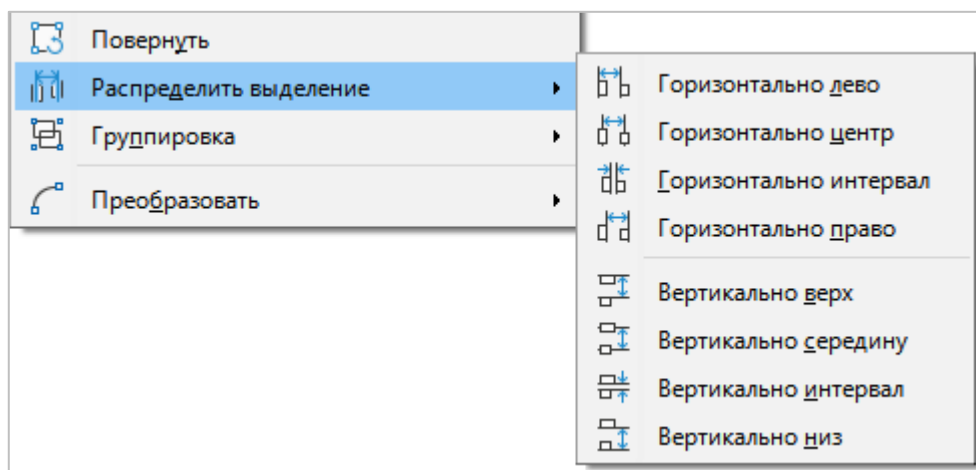 Повернуть
Распределить выделение
Группировка
Преобразовать
Горизонтально лево
Горизонтально центр
Горизонтально интервал
Горизонтально право
Вертикально верх
Вертикально середину
Вертикально интервал
Вертикально низ